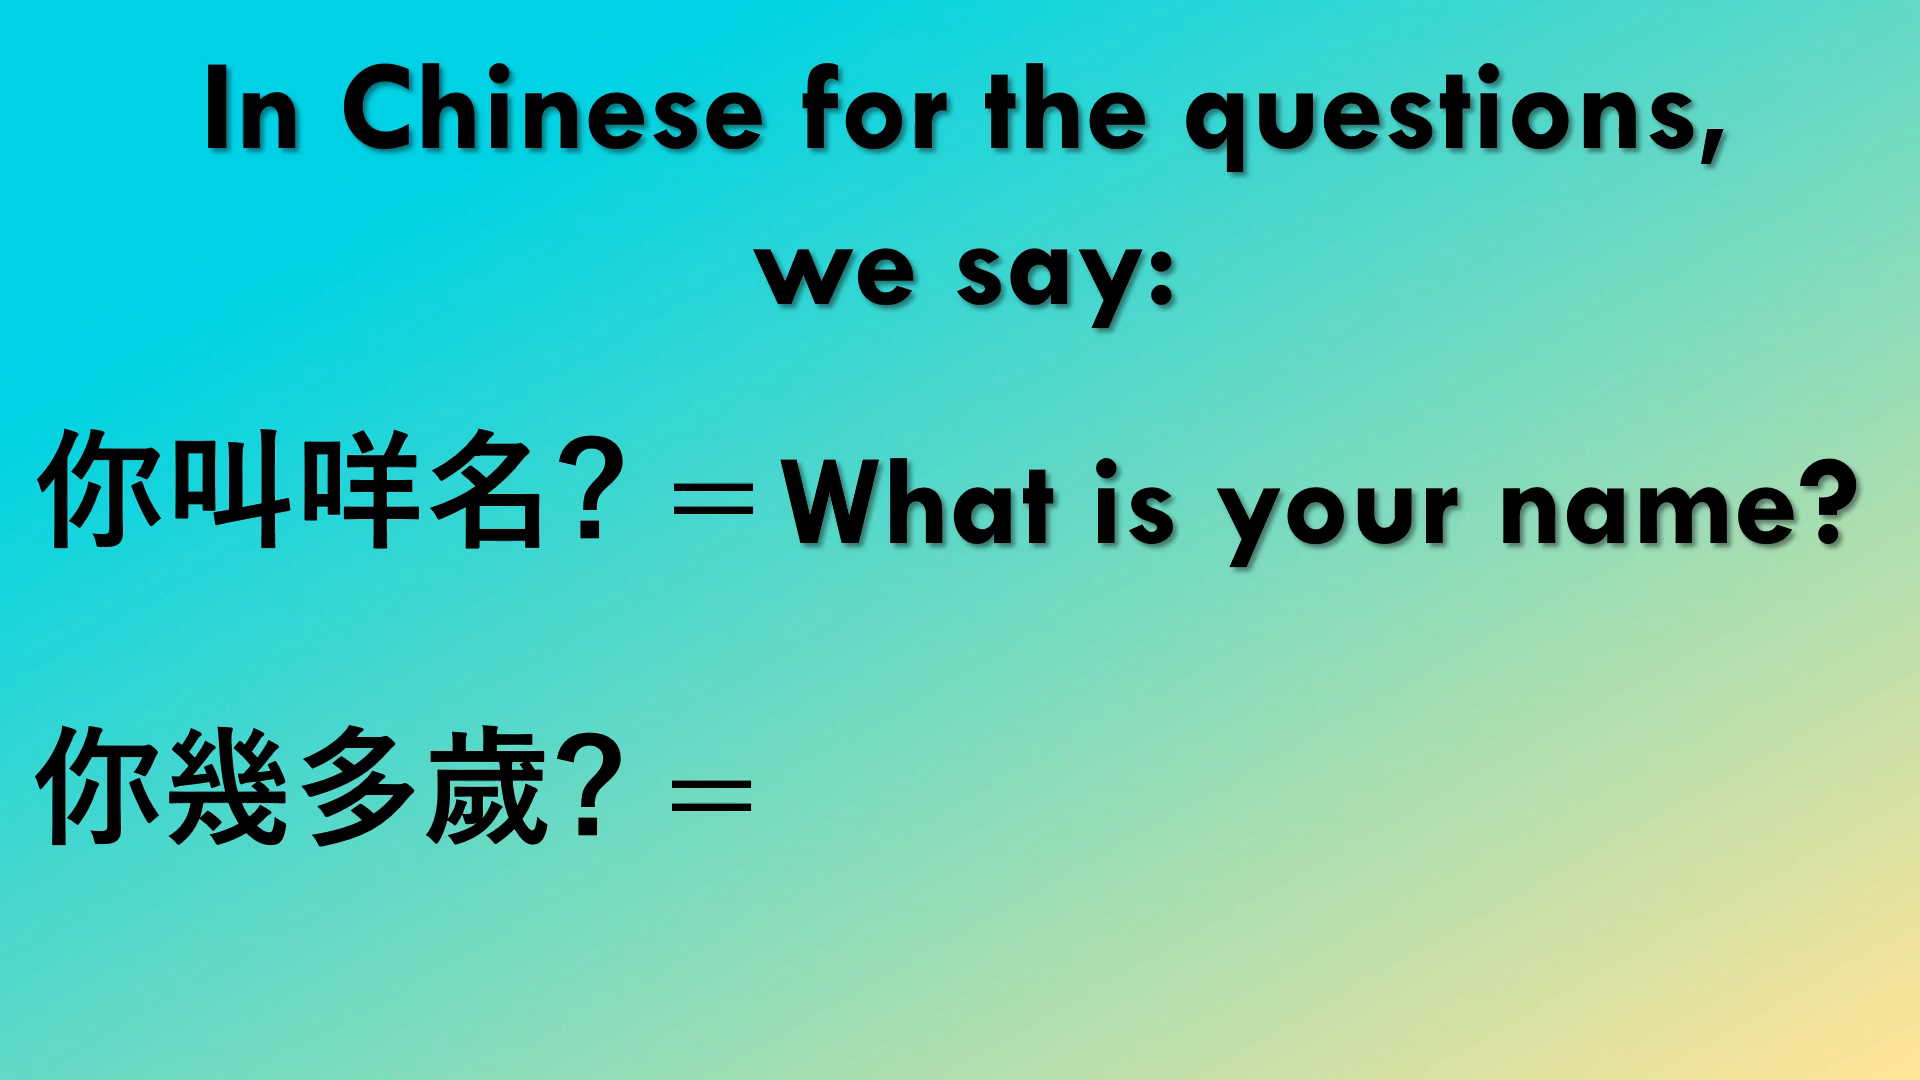 In Chinese for the questions,
we say:
你叫咩名? = What is your name?
你幾多歲? =